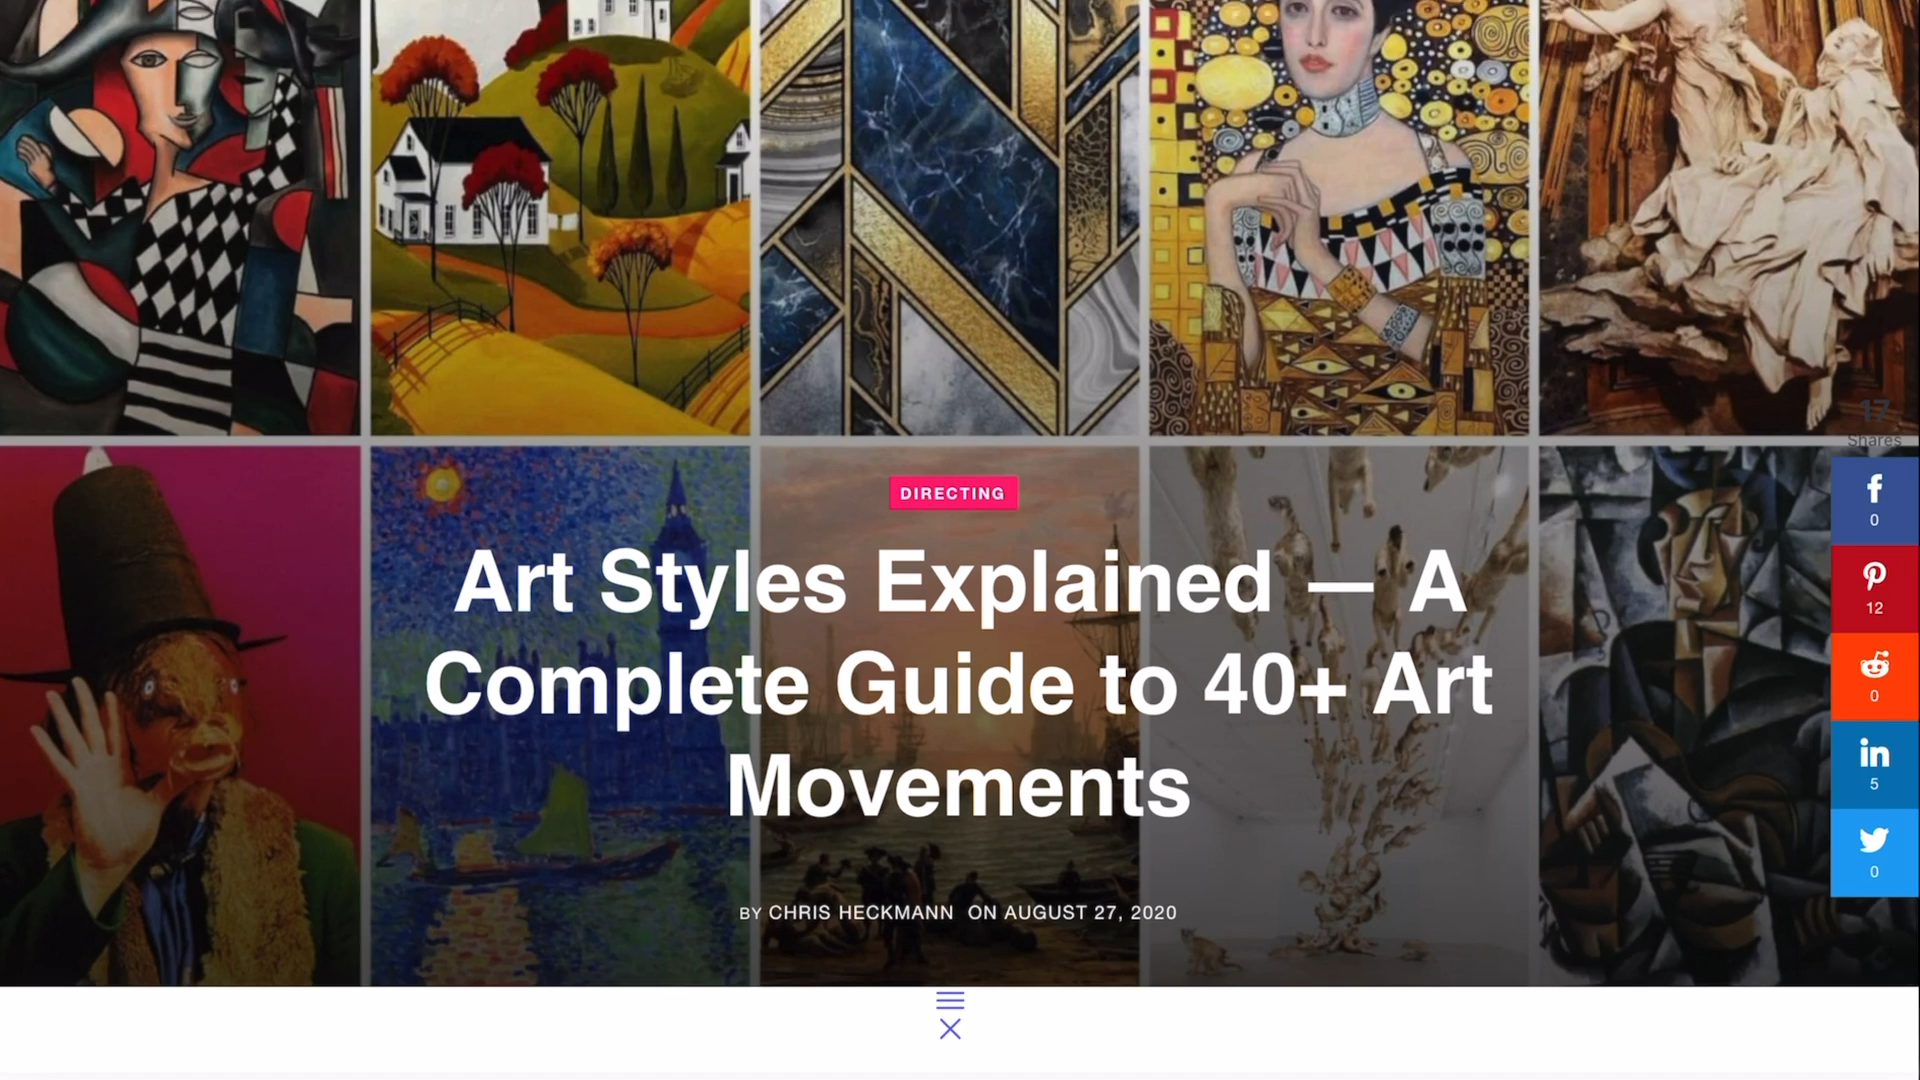 17
Shares
0
12
0
5
0
DIRECTING
Art Styles Explained — A
Complete Guide to 40+ Art
Movements
BY CHRIS HECKMANN ON AUGUST 27, 2020